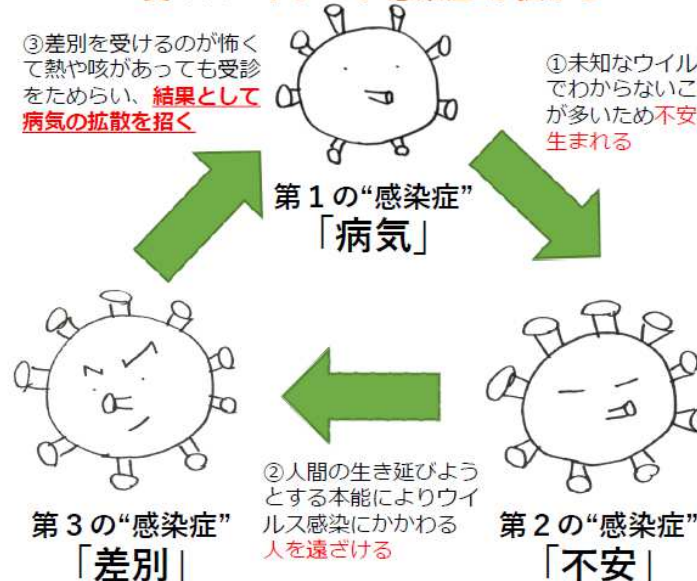 ③差別を受けるのが怖く
て熱や咳があっても受診
をためらい、結果として
病気の拡散を招く
①未知なウイル
でわからないこ
が多いため不安
生まれる
第1の“感染症”
「病気」
②人間の生き延びよう
とする本能によりウイ
ルス感染にかかわる
人を遠ざける
第3の“感染症”
「差別」
第2の“感染症”
「不安」